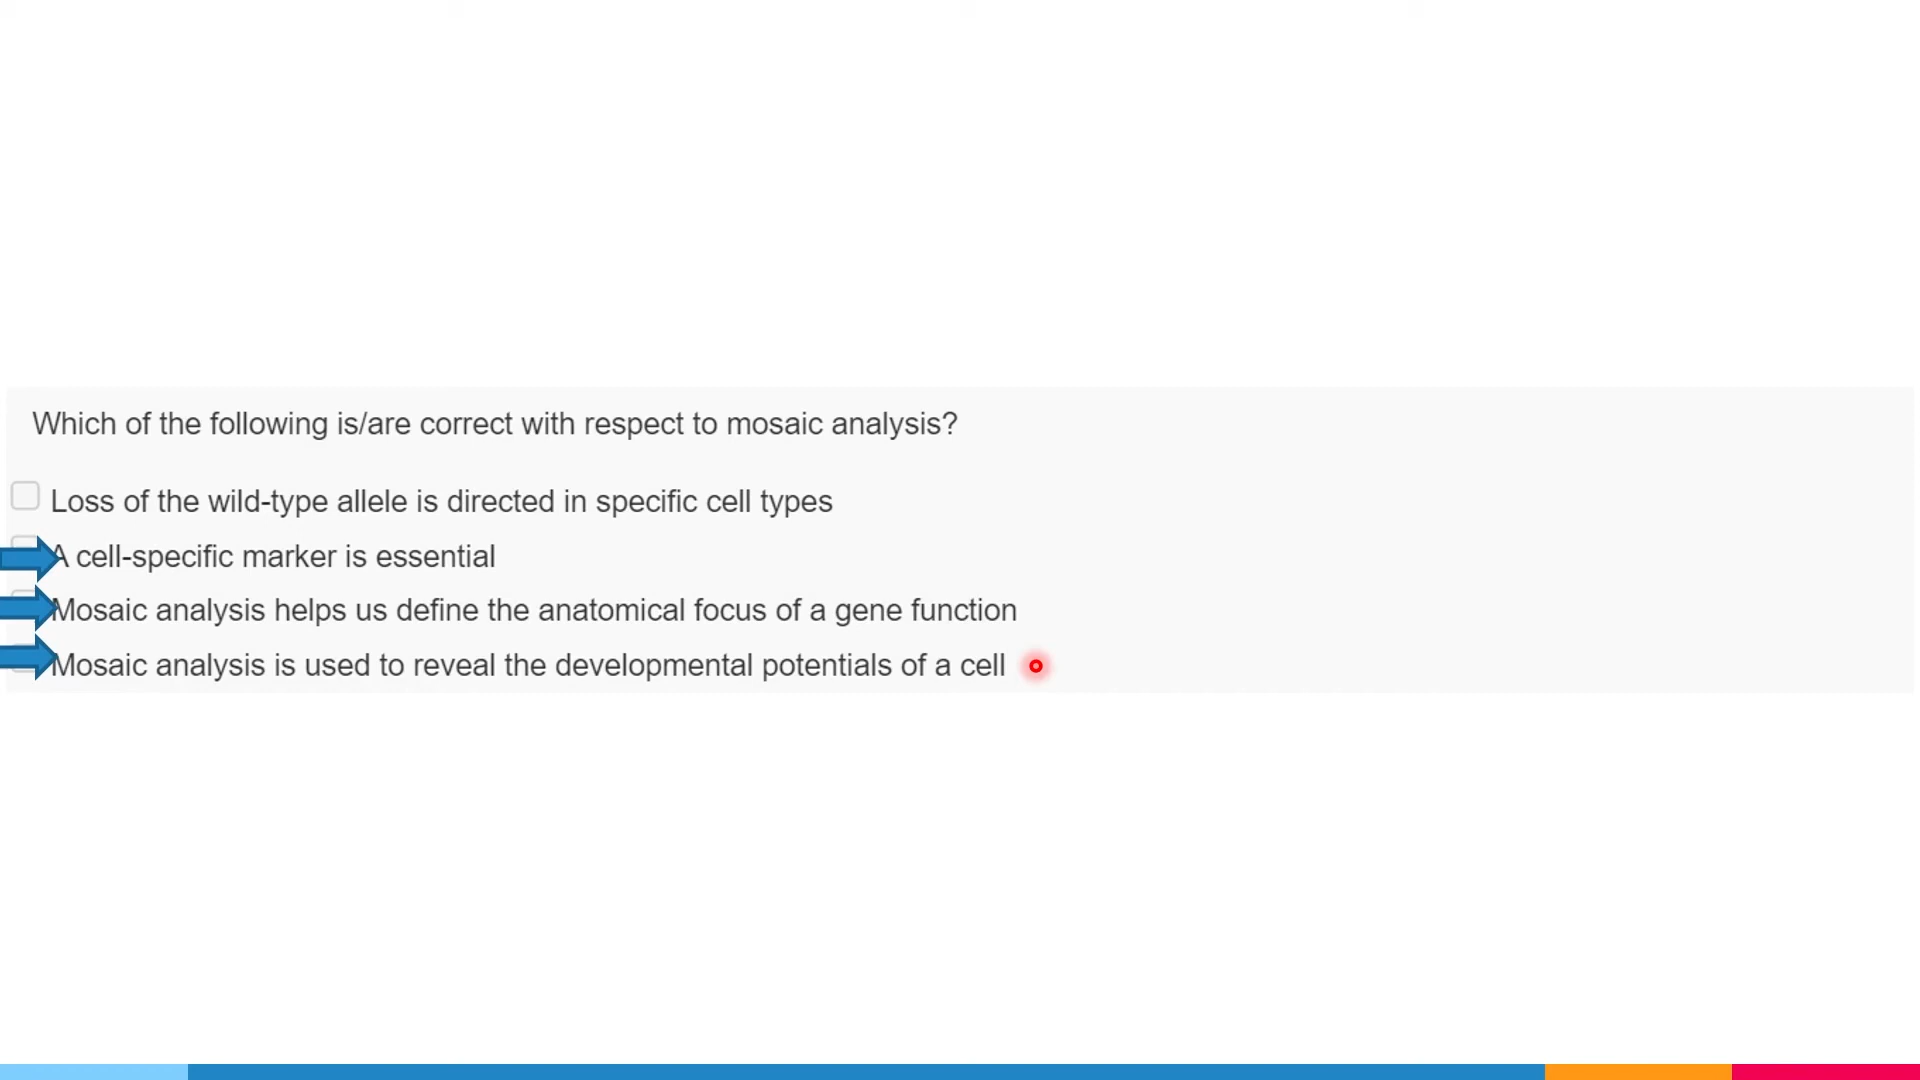 Which of the following is/are correct with respect to mosaic analysis?
Loss of the wild-type allele is directed in specific cell types
A cell-specific marker is essential
Mosaic analysis helps us define the anatomical focus of a gene function
Mosaic analysis is used to reveal the developmental potentials of a cell